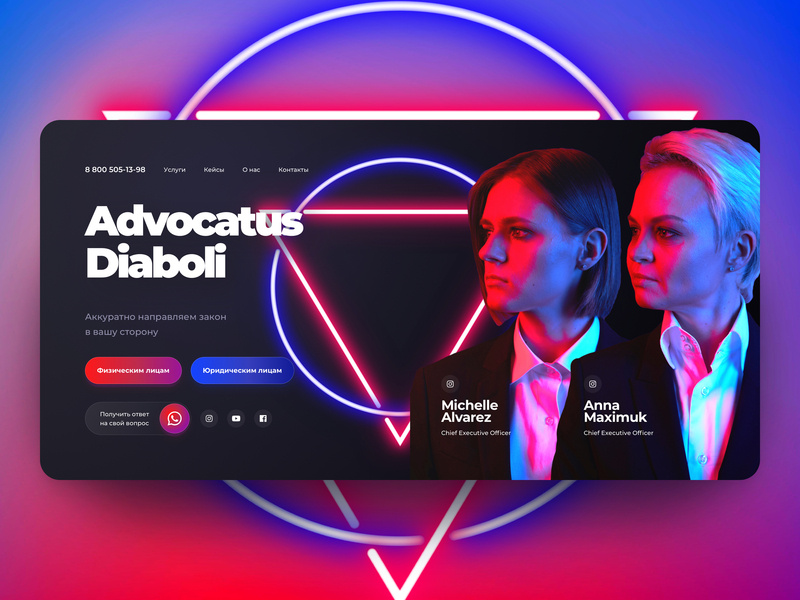 8 800 505-13-98 Услуги Кейсы О нас Контакты
Advocatus
Diaboli
Аккуратно направляем закон
в вашу сторону
Физическим лицам Юридическим лицам
Получить ответ
на свой вопрос
Michelle
Alvarez
Chief Executive Officer
Anna
Maximuk
Chief Executive Officer